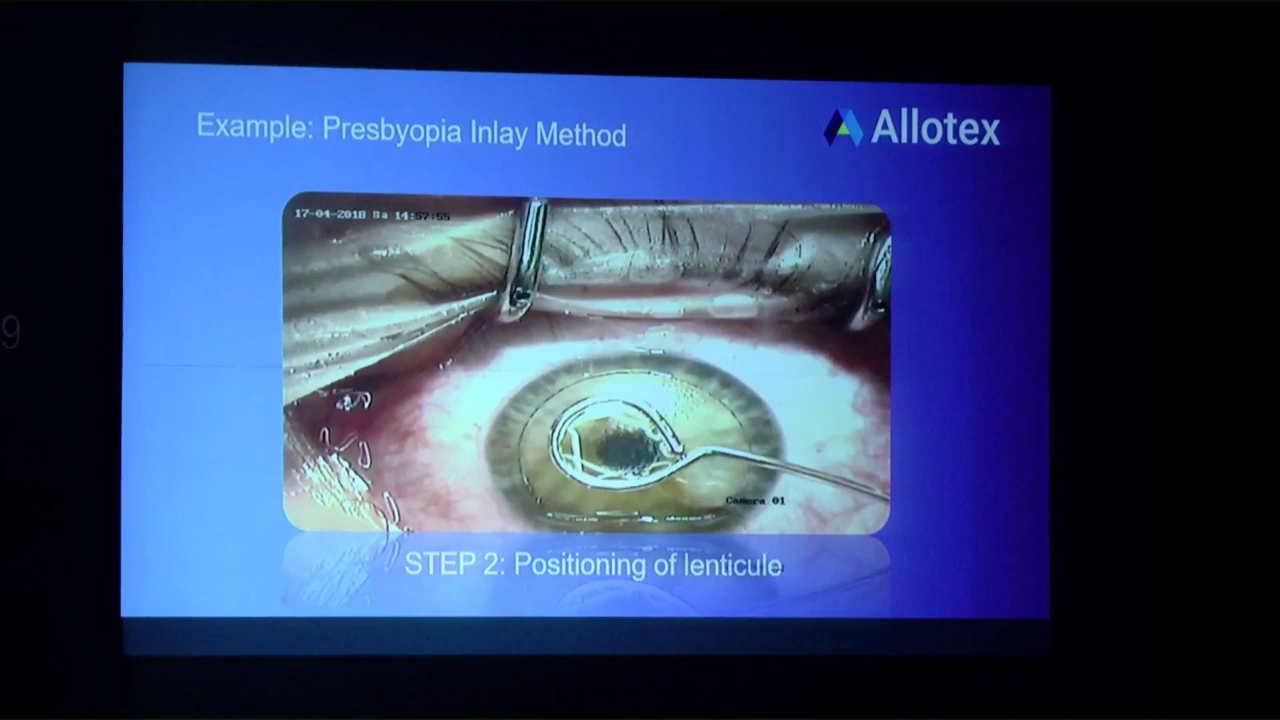 Example: Presbyopia Inlay Method
Allotex
17-04-2018 Sa 14:57:55
Camera 01
STEP 2: Positioning of lenticule
9